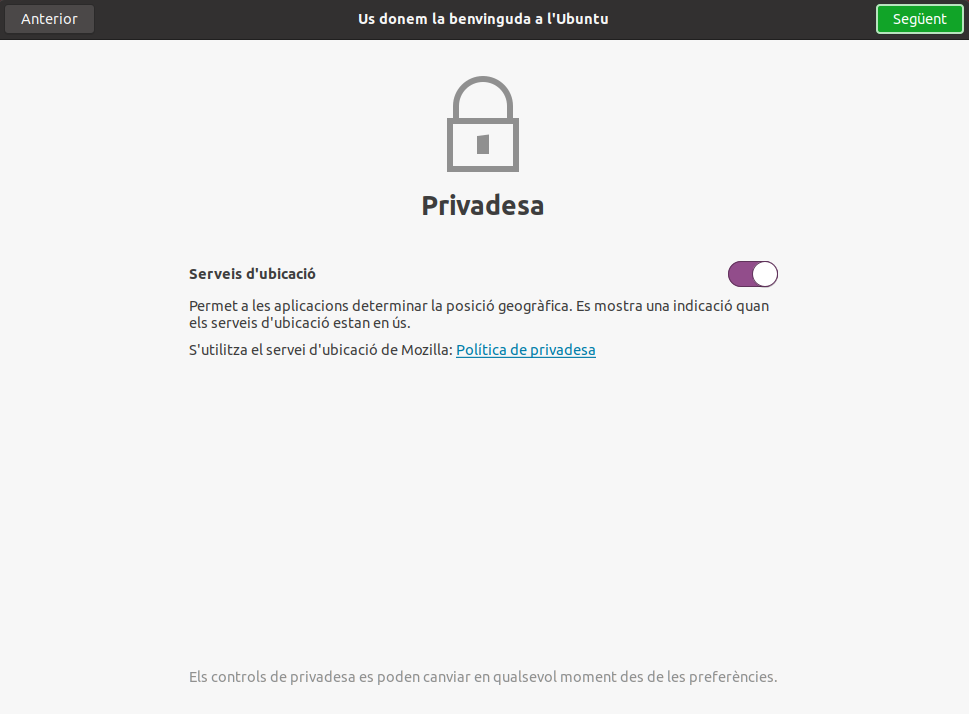 Anterior
Us donem la benvinguda a l'Ubuntu
Següent
Privadesa
Serveis d'ubicació
Permet a les aplicacions determinar la posició geogràfica. Es mostra una indicació quan
els serveis d'ubicació estan en ús.
S'utilitza el servei d'ubicació de Mozilla: Política de privadesa
Els controls de privadesa es poden canviar en qualsevol moment des de les preferències.